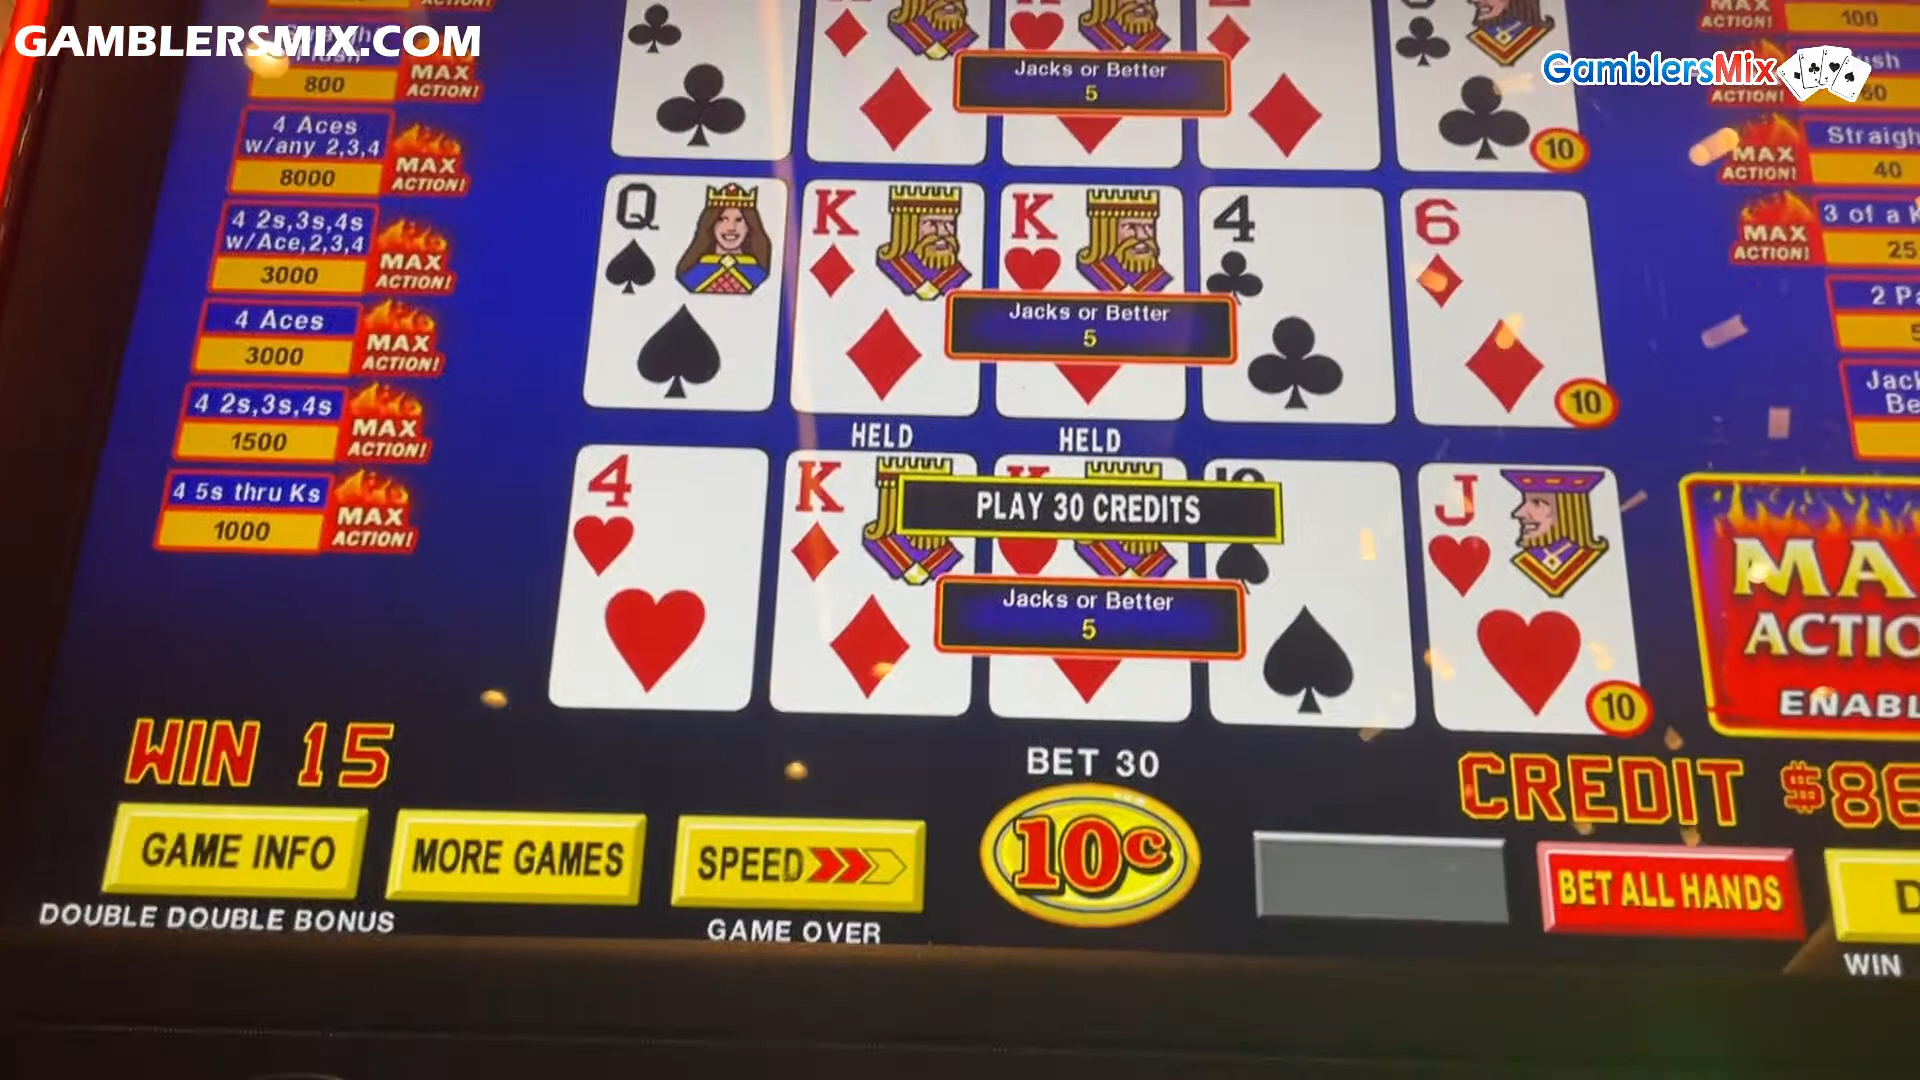 GAMBLERSMIX.COM
GamblersMix
800
MAX
ACTION!
4 Aces
w/any 2,3,4
8000
MAX
ACTION!
4 2s,3s,4s
w/Ace,2,3,4
3000
MAX
ACTION!
4 Aces
3000
MAX
ACTION!
4 2s,3s,4s
1500
MAX
ACTION!
4 5s thru Ks
1000
MAX
ACTION!
Jacks or Better
5
10
MAX
ACTION!
100
ACTION!
MAX
ACTION!
40
MAX
ACTION!
3 of a
25
Q
K
K
4
6
Jacks or Better
5
10
HELD
HELD
4
K
J
PLAY 30 CREDITS
Jacks or Better
5
10
ENABL
WIN 15
BET 30
CREDIT $86
GAME INFO
MORE GAMES
SPEED
10¢
BET ALL HANDS
D
DOUBLE DOUBLE BONUS
GAME OVER
WIN